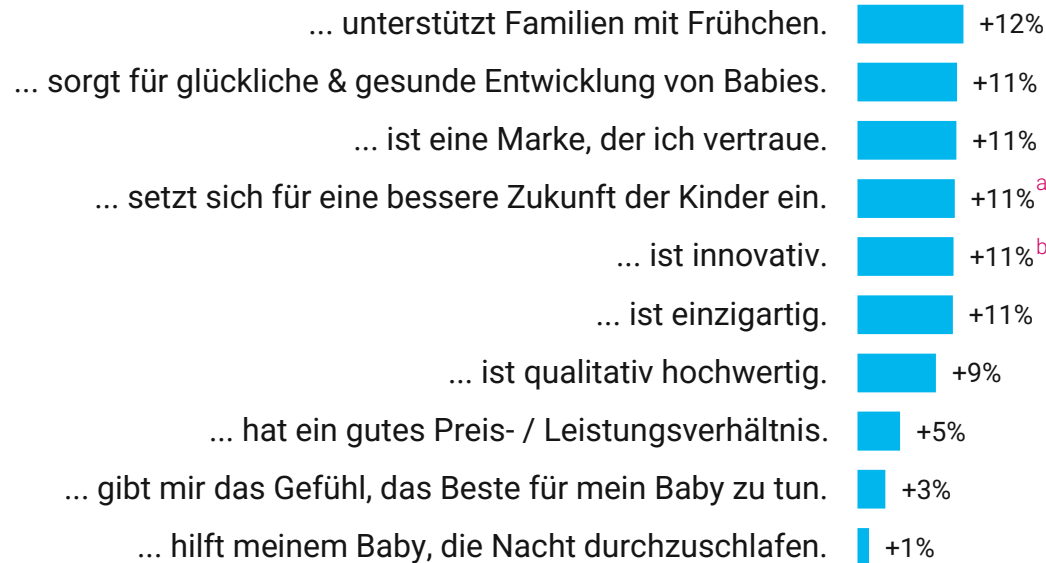 ... unterstützt Familien mit Frühchen. +12%
... sorgt für glückliche & gesunde Entwicklung von Babies. +11%
... ist eine Marke, der ich vertraue. +11%
... setzt sich für eine bessere Zukunft der Kinder ein. +11% a
... ist innovativ. +11% b
... ist einzigartig. +11%
... ist qualitativ hochwertig. +9%
... hat ein gutes Preis- / Leistungsverhältnis. +5%
... gibt mir das Gefühl, das Beste für mein Baby zu tun. +3%
... hilft meinem Baby, die Nacht durchzuschlafen. +1%